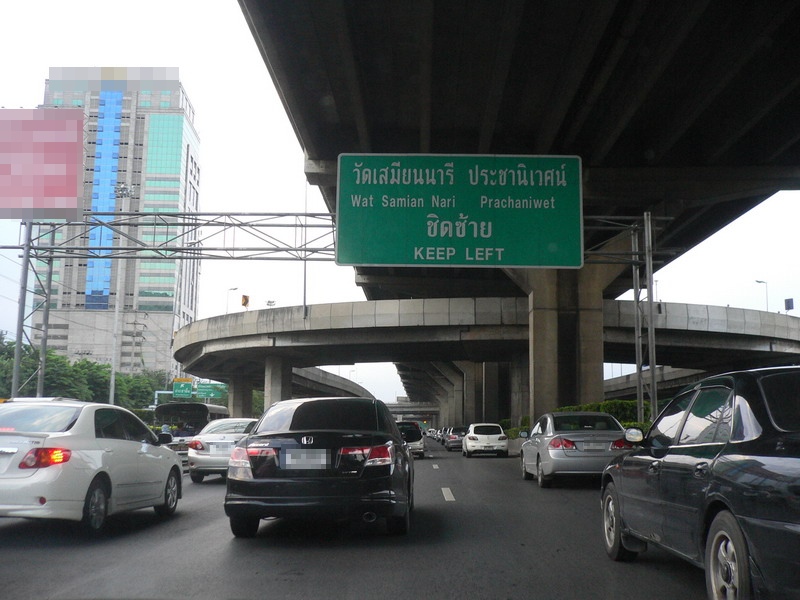 วัดเสมียนนารี ประชานิเวศน์
Wat Samian Nari Prachaniwet
ชิดซ้าย
KEEP LEFT